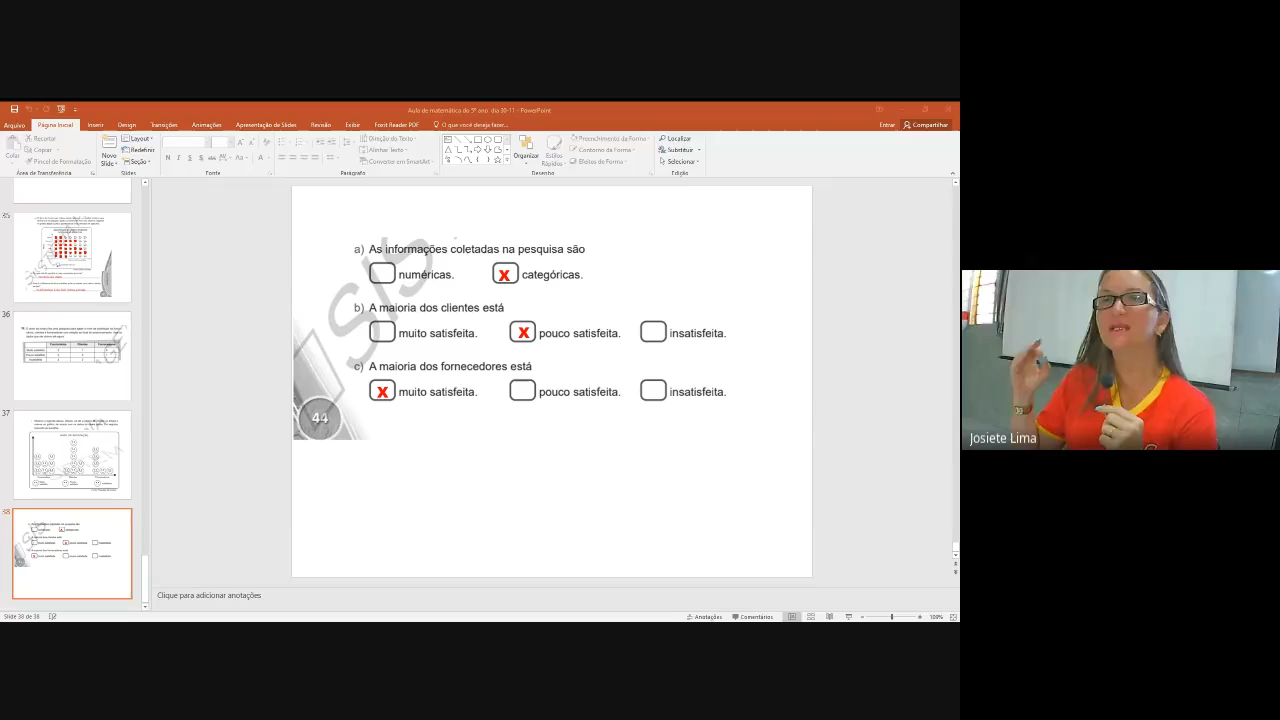 Aula de matemática do 5º ano dia 30-11 - PowerPoint
Arquivo Página Inicial Inserir Design Transições Animações Apresentação de Slides Revisão Exibir Foxit Reader PDF O que você deseja fazer... Entrar Compartilhar
Recortar Layout Direção do Texto Preenchimento da Forma Localizar
Copiar Redefinir Alinhar Texto Contorno da Forma Substituir
Colar Pincel de Formatação Novo Slide Seção Converter em SmartArt Organizar Estilos Rápidos Efeitos de Forma Selecionar
Área de Transferência Slides Fonte Parágrafo Desenho Edição
35
36
37
38
a) As informações coletadas na pesquisa são
numéricas. x categóricas.
b) A maioria dos clientes está
muito satisfeita. x pouco satisfeita. insatisfeita.
c) A maioria dos fornecedores está
x muito satisfeita. pouco satisfeita. insatisfeita.
44
SIS
Josiete Lima
Clique para adicionar anotações
Slide 38 de 38 Anotações Comentários 109%